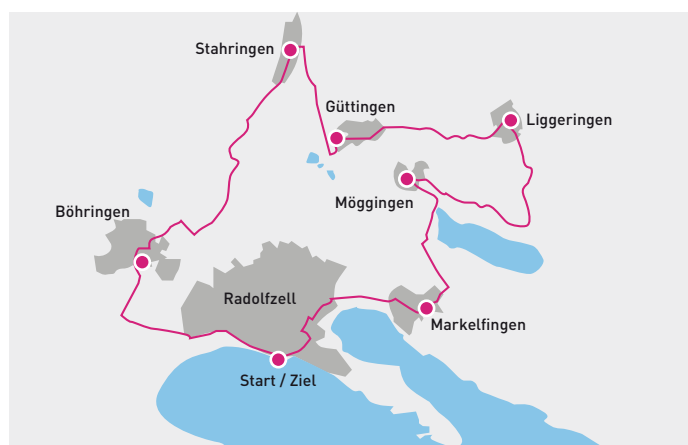 Stahringen
Güttingen
Liggeringen
Möggingen
Böhringen
Radolfzell
Markelfingen
Start / Ziel